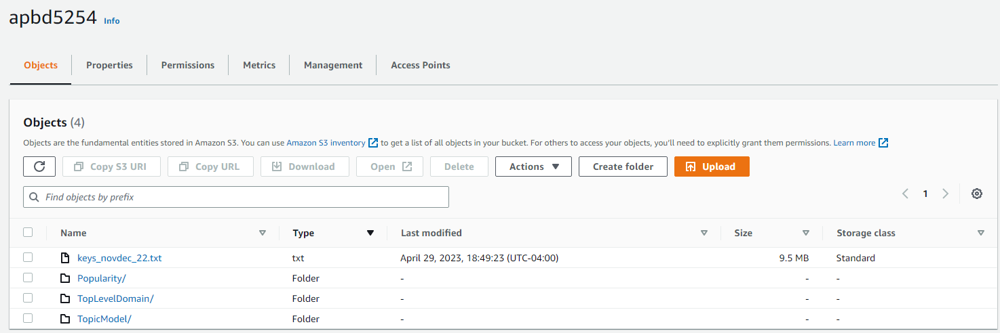 apbd5254 Info
Objects Properties Permissions Metrics Management Access Points
Objects (4)
Objects are the fundamental entities stored in Amazon S3. You can use Amazon S3 inventory to get a list of all objects in your bucket. For others to access your objects, you’ll need to explicitly grant them permissions. Learn more
Copy S3 URI Copy URL Download Open Delete Actions Create folder Upload
Find objects by prefix 1
Name Type Last modified Size Storage class
keys_novdec_22.txt txt April 29, 2023, 18:49:23 (UTC-04:00) 9.5 MB Standard
Popularity/ Folder - - -
TopLevelDomain/ Folder - - -
TopicModel/ Folder - - -